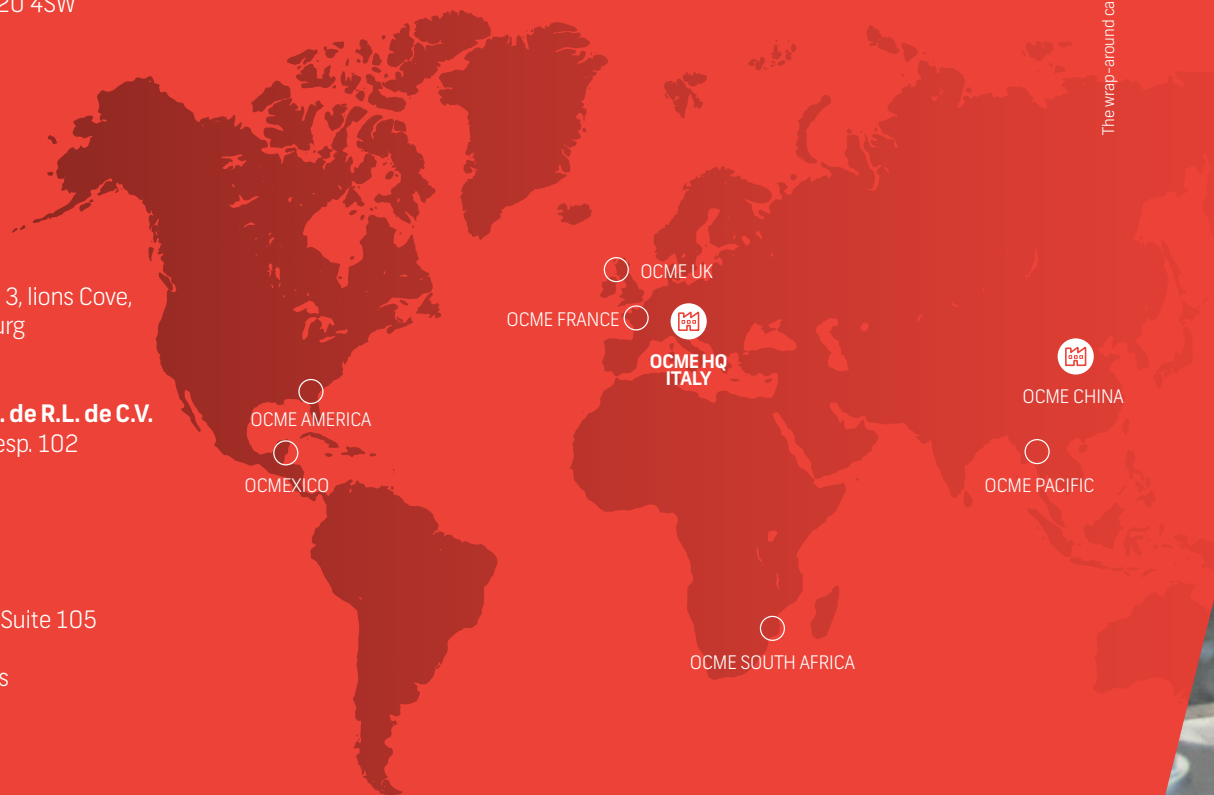 20 4SW
3, lions Cove,
urg
. de R.L. de C.V.
esp. 102
Suite 105
s
The wrap-around ca
OCME UK
OCME FRANCE
OCME HQ
ITALY
OCME CHINA
OCME AMERICA
OCMEXICO
OCME PACIFIC
OCME SOUTH AFRICA